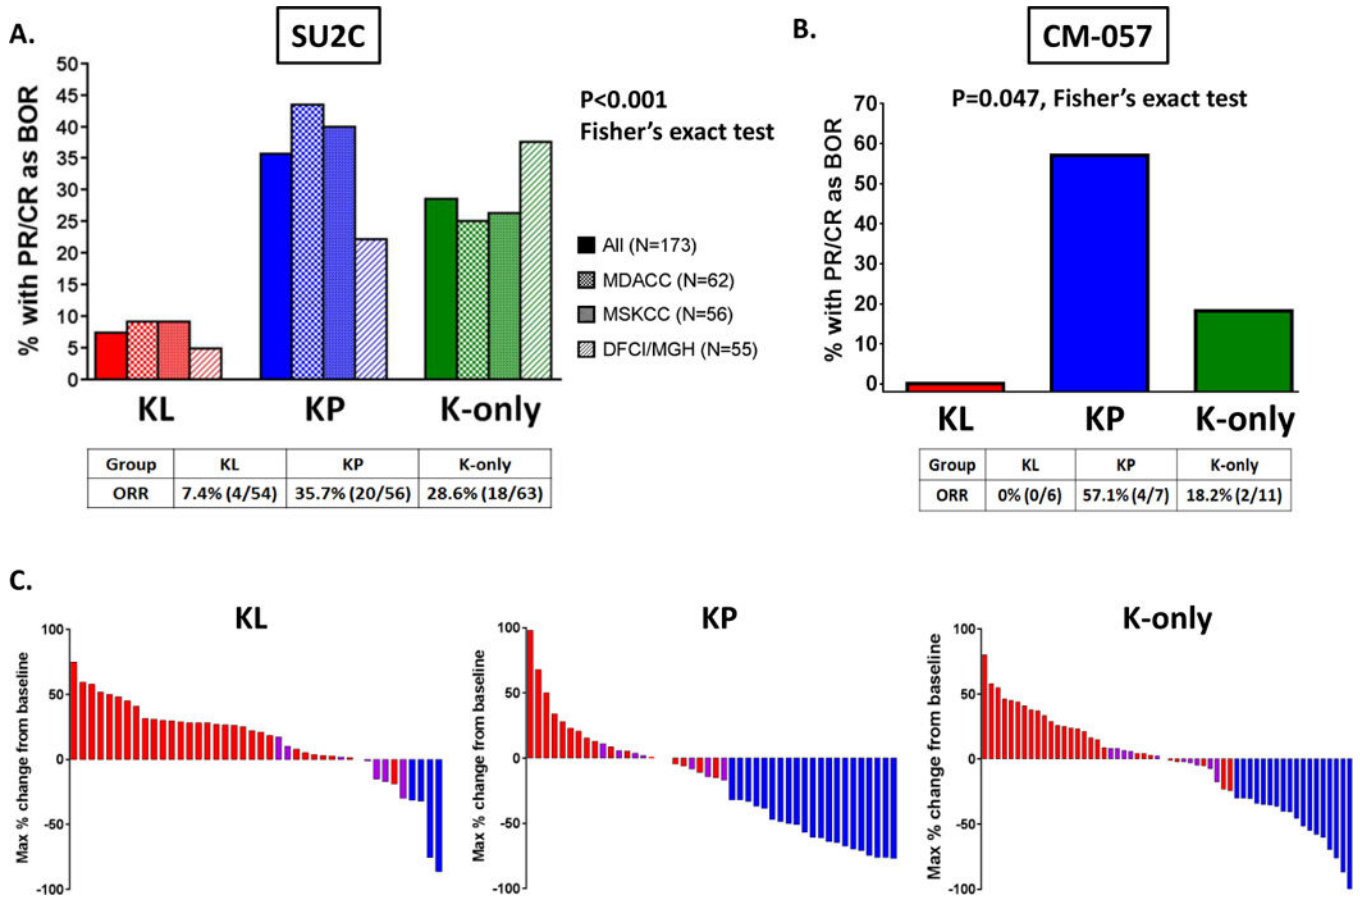 A.
SU2C
% with PR/CR as BOR
50
45
40
35
30
25
20
15
10
5
0
KL
KP
K-only
P<0.001
Fisher's exact test
All (N=173)
MDACC (N=62)
MSKCC (N=56)
DFCI/MGH (N=55)
Group KL KP K-only
ORR 7.4% (4/54) 35.7% (20/56) 28.6% (18/63)
B.
CM-057
P=0.047, Fisher's exact test
% with PR/CR as BOR
70
60
50
40
30
20
10
0
KL
KP
K-only
Group KL KP K-only
ORR 0% (0/6) 57.1% (4/7) 18.2% (2/11)
C.
KL
Max % change from baseline
100
50
0
-50
-100
KP
Max % change from baseline
100
50
0
-50
-100
K-only
Max % change from baseline
100
50
0
-50
-100